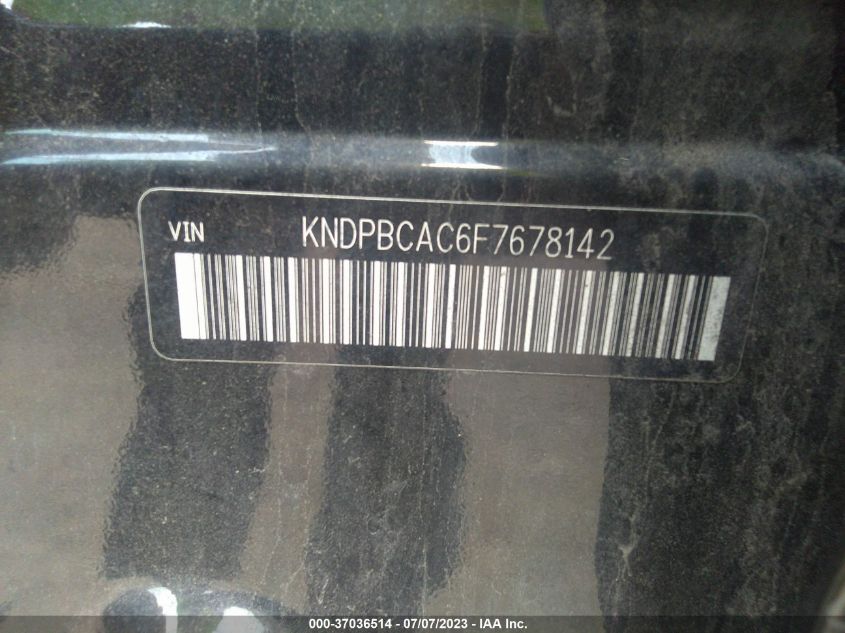 VIN KNDPBCAC6F7678142
000-37036514 - 07/07/2023 - IAA Inc.